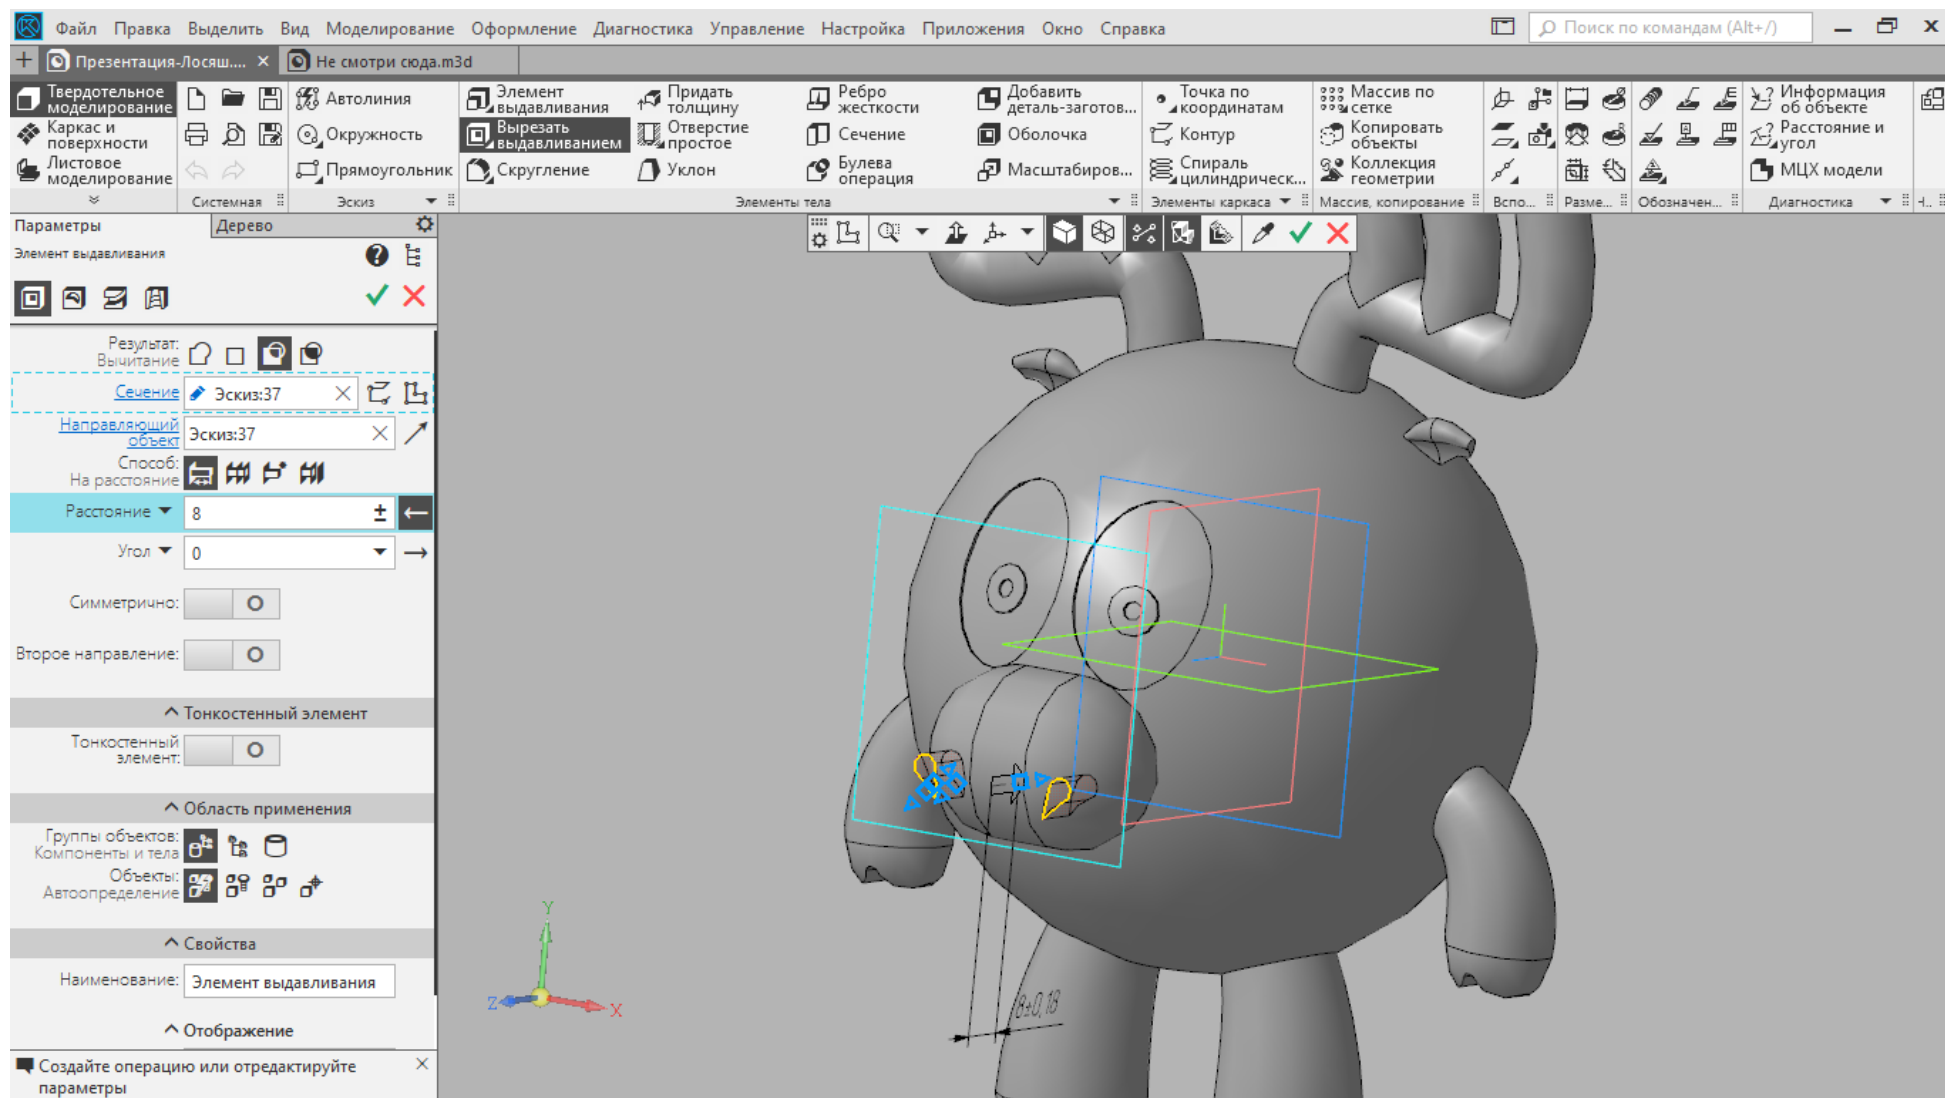 Файл Правка Выделить Вид Моделирование Оформление Диагностика Управление Настройка Приложения Окно Справка
Поиск по командам (Alt+/)
Презентация-Лосяш....
Не смотри сюда.m3d
Твердотельное моделирование
Каркас и поверхности
Листовое моделирование
Системная
Автолиния
Окружность
Прямоугольник
Эскиз
Элемент выдавливания
Вырезать выдавливанием
Скругление
Придать толщину
Отверстие простое
Уклон
Ребро жесткости
Сечение
Булева операция
Добавить деталь-заготов...
Оболочка
Масштабиров...
Элементы тела
Точка по координатам
Контур
Спираль цилиндрическ...
Элементы каркаса
Массив по сетке
Копировать объекты
Коллекция геометрии
Массив, копирование
Вспо...
Разме...
Обозначен...
Информация об объекте
Расстояние и угол
МЦХ модели
Диагностика
Параметры
Дерево
Элемент выдавливания
Результат:
Вычитание
Сечение
Эскиз:37
Направляющий объект
Эскиз:37
Способ:
На расстояние
Расстояние
8
Угол
0
Симметрично:
Второе направление:
Тонкостенный элемент
Тонкостенный элемент:
Область применения
Группы объектов:
Компоненты и тела
Объекты:
Автоопределение
Свойства
Наименование:
Элемент выдавливания
Отображение
Создайте операцию или отредактируйте
параметры
Y
Z
X
8±0,18